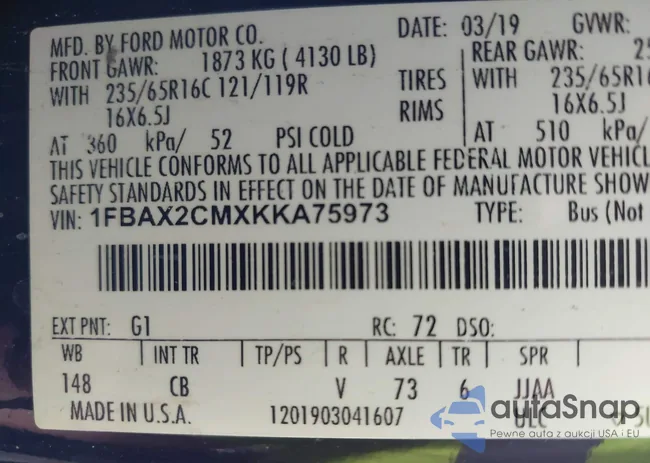 MFD. BY FORD MOTOR CO. DATE: 03/19 GVWR:
FRONT GAWR: 1873 KG ( 4130 LB) REAR GAWR: 25
WITH 235/65R16C 121/119R TIRES WITH 235/65R16
16X6.5J RIMS 16X6.5J
AT 360 kPa/ 52 PSI COLD AT 510 kPa/
THIS VEHICLE CONFORMS TO ALL APPLICABLE FEDERAL MOTOR VEHICL
SAFETY STANDARDS IN EFFECT ON THE DATE OF MANUFACTURE SHOW
VIN: 1FBAX2CMXKKA75973 TYPE: Bus (Not
EXT PNT: G1 RC: 72 DSO:
WB INT TR TP/PS R AXLE TR SPR
148 CB V 73 6 JJAA
MADE IN U.S.A. 1201903041607 ULC
autoSnap
Pewne auta z aukcji USA i EU